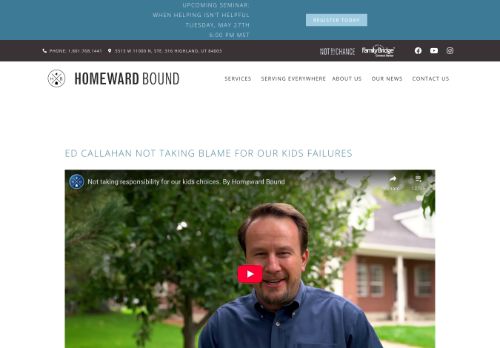 UPCOMING SEMINAR:
WHEN HELPING ISN'T HELPFUL
TUESDAY, MAY 27TH
6:00 PM MST
REGISTER TODAY
PHONE: 1.801.768.1441
5513 W 11000 N, STE. 316 HIGHLAND, UT 84003
NOT BY CHANCE
FamilyBridge
HOMEWARD BOUND
SERVICES
SERVING EVERYWHERE
ABOUT US
OUR NEWS
CONTACT US
ED CALLAHAN NOT TAKING BLAME FOR OUR KIDS FAILURES
Not taking responsibility for our kids choices. By Homeward Bound